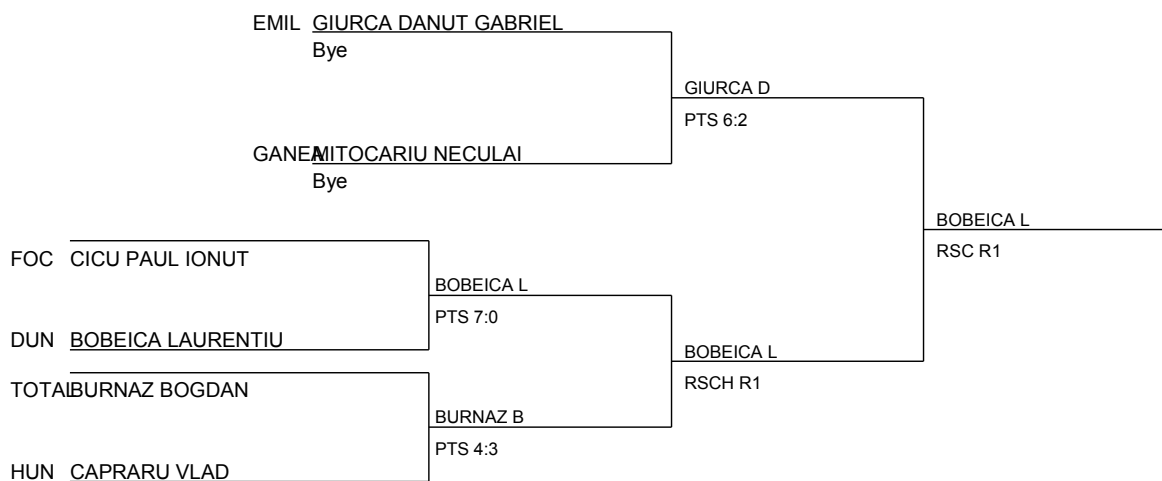 EMIL GIURCA DANUT GABRIEL
Bye
GIURCA D
PTS 6:2
GANEA MITOCARIU NECULAI
Bye
BOBEICA L
RSC R1
FOC CICU PAUL IONUT
BOBEICA L
PTS 7:0
DUN BOBEICA LAURENTIU
BOBEICA L
RSCH R1
TOTAL BURNAZ BOGDAN
BURNAZ B
PTS 4:3
HUN CAPRARU VLAD